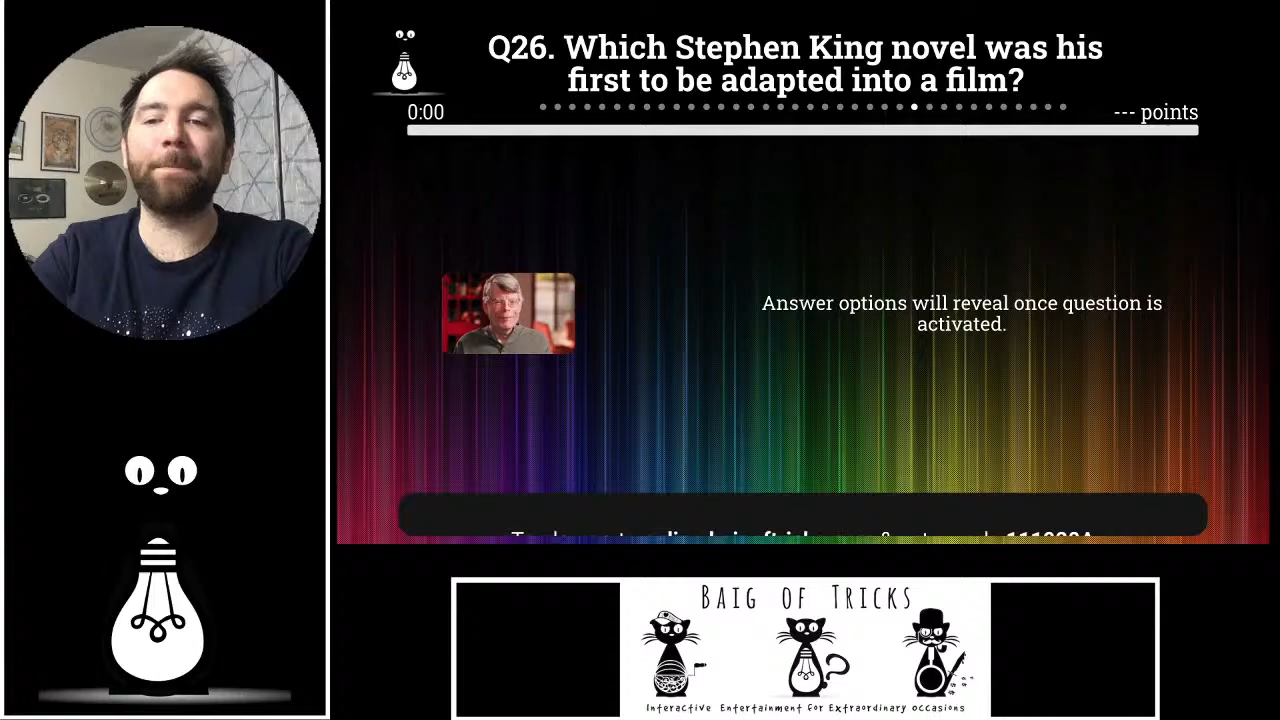 Q26. Which Stephen King novel was his
first to be adapted into a film?
0:00
--- points
Answer options will reveal once question is
activated.
BAIG OF TRICKS
Interactive Entertainment for Extraordinary Occasions